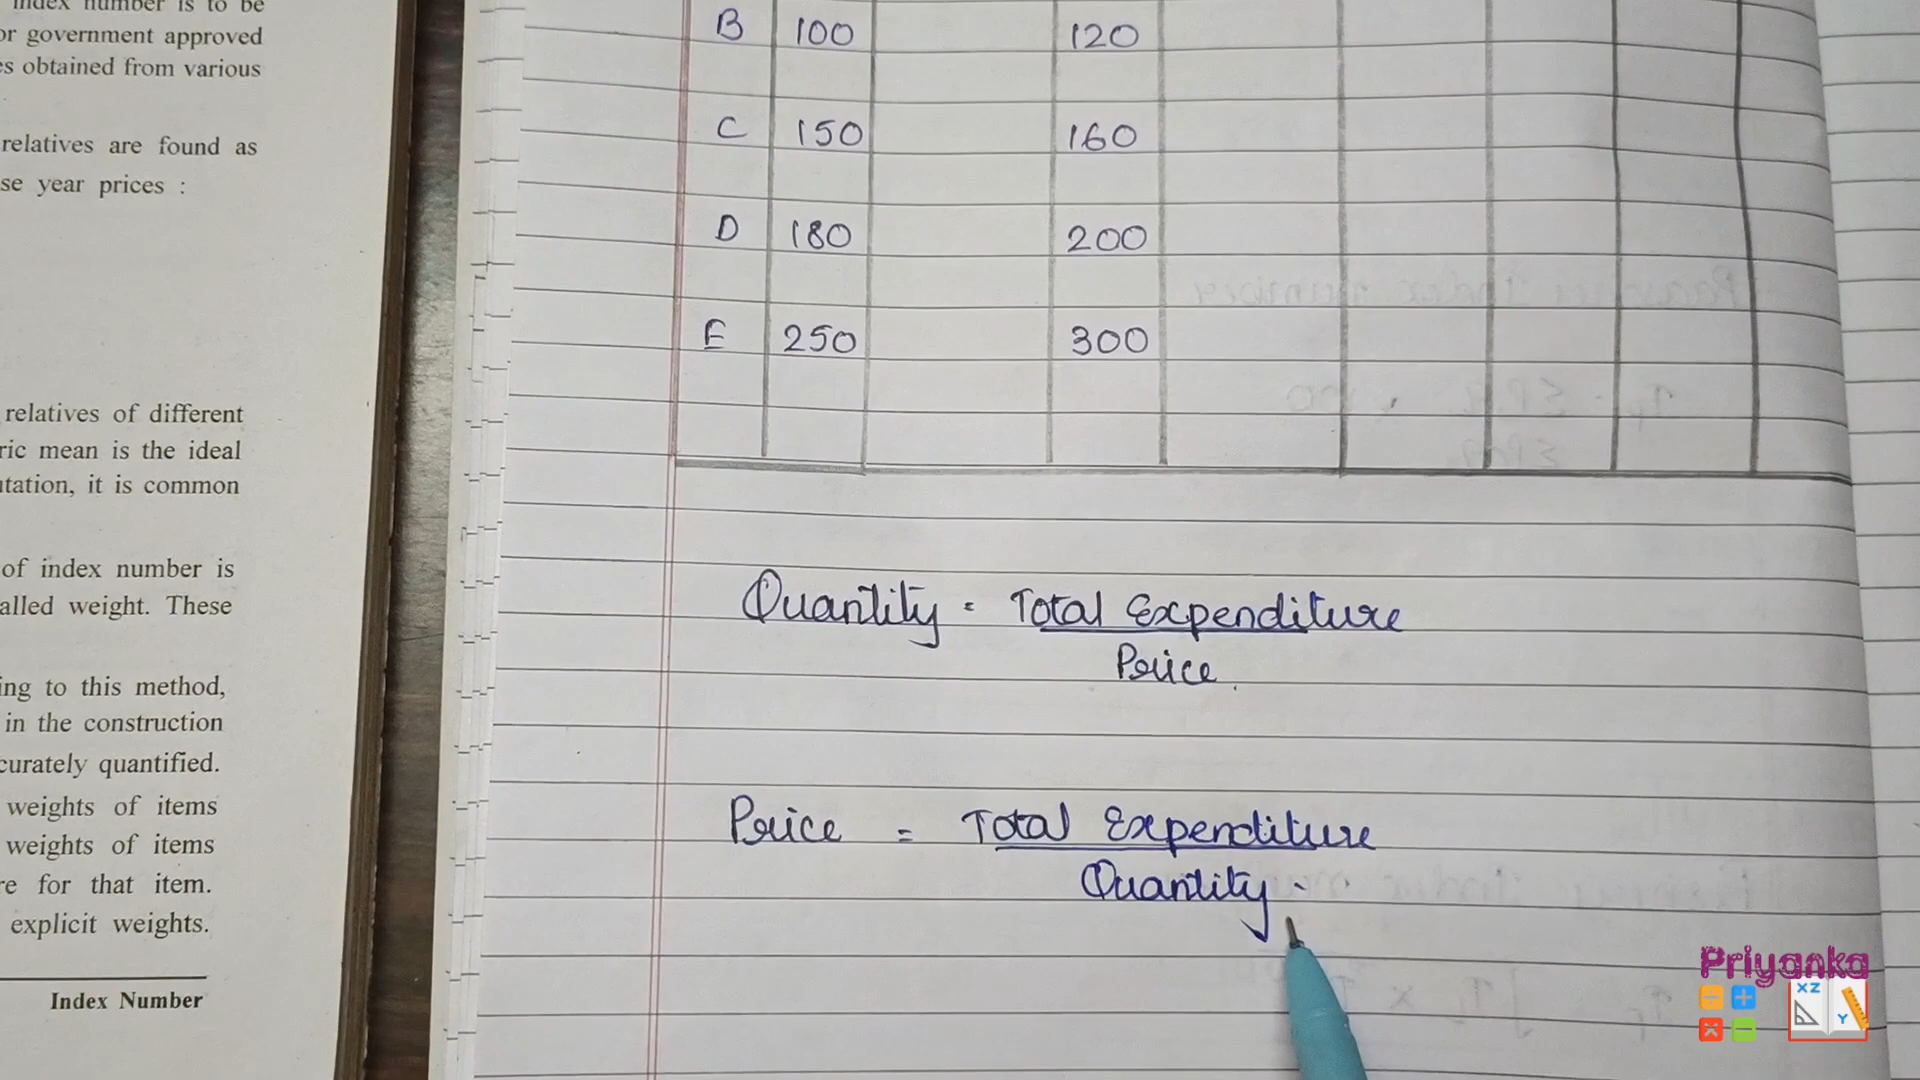 index number is to be
or government approved
es obtained from various
relatives are found as
se year prices :
relatives of different
ric mean is the ideal
utation, it is common
of index number is
alled weight. These
ing to this method,
in the construction
curately quantified.
weights of items
weights of items
re for that item.
explicit weights.
Index Number
B 100 120
C 150 160
D 180 200
E 250 300
Quantity = Total Expenditure
Price
Price = Total Expenditure
Quantity
Priyanka
XZ
Y